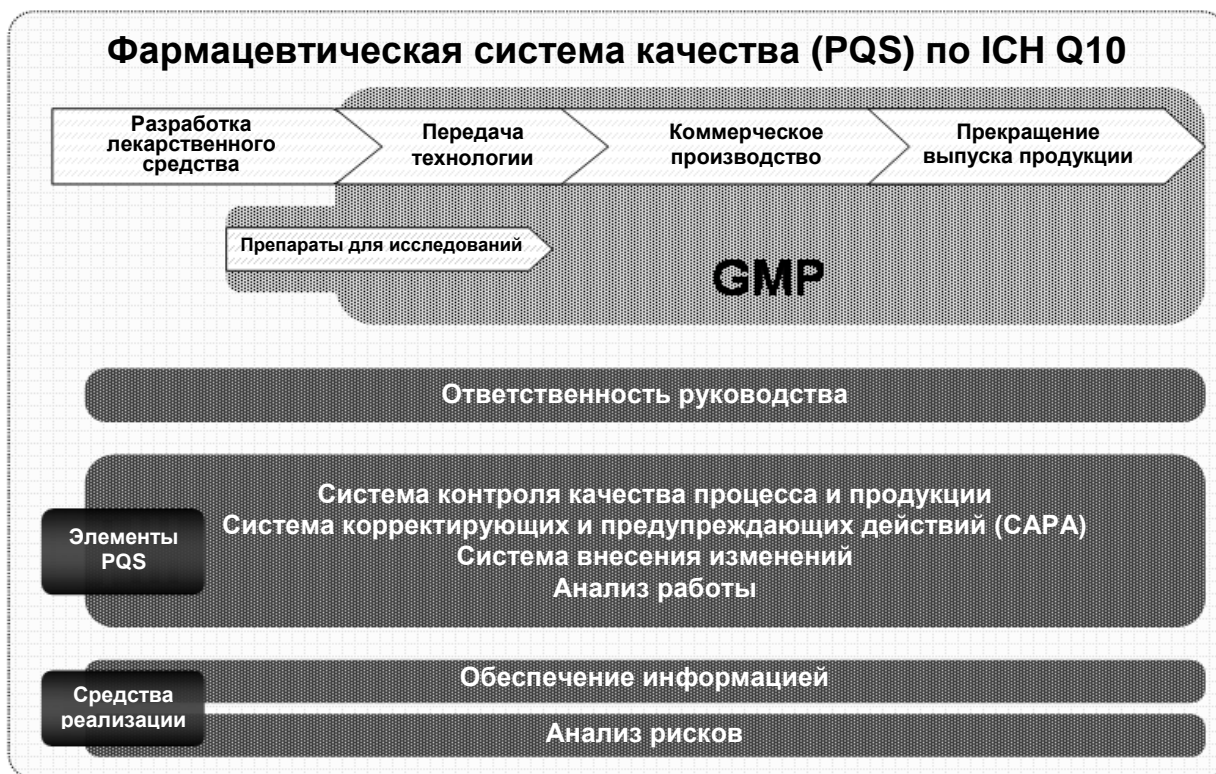 Фармацевтическая система качества (PQS) по ICH Q10
Разработка
лекарственного
средства
Передача
технологии
Коммерческое
производство
Прекращение
выпуска продукции
Препараты для исследований
GMP
Ответственность руководства
Элементы
PQS
Система контроля качества процесса и продукции
Система корректирующих и предупреждающих действий (CAPA)
Система внесения изменений
Анализ работы
Средства
реализации
Обеспечение информацией
Анализ рисков